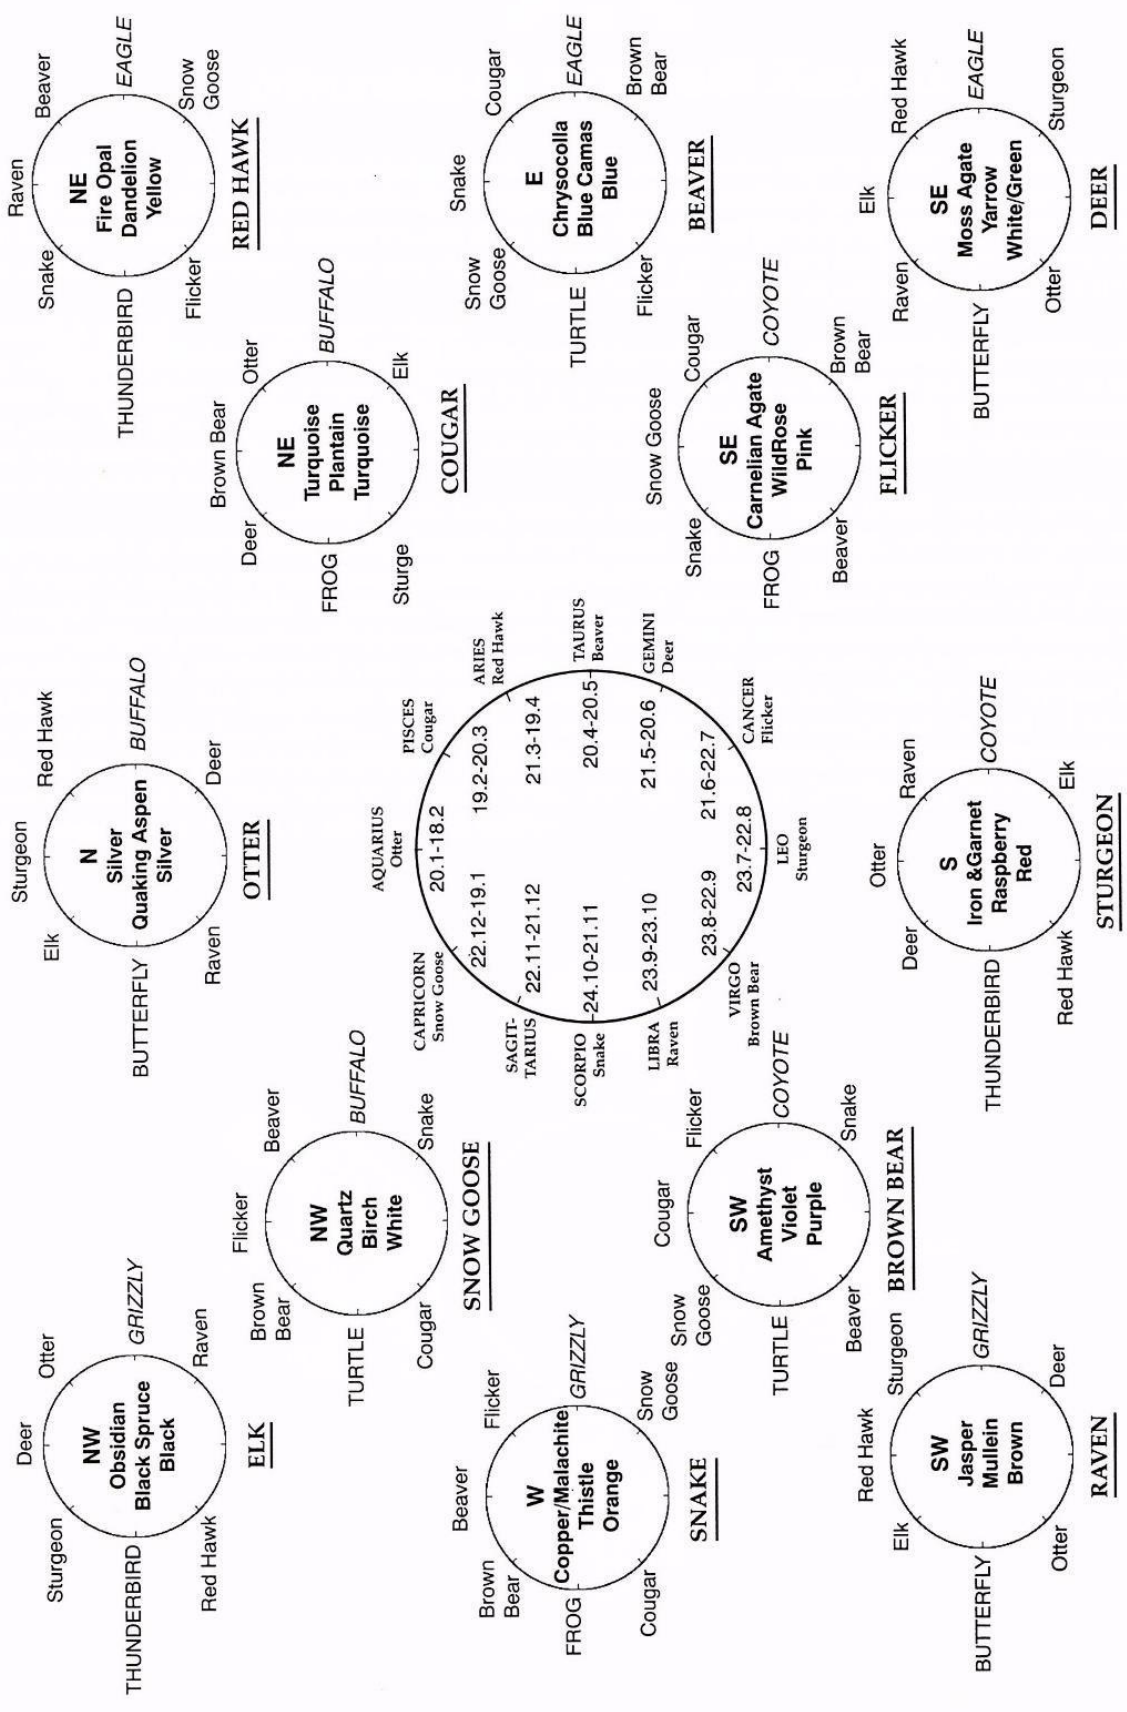 Deer
Sturgeon
Otter
THUNDERBIRD
GRIZZLY
NW
Obsidian
Black Spruce
Black
Red Hawk
Raven
ELK
Sturgeon
Elk
Red Hawk
BUTTERFLY
BUFFALO
N
Silver
Quaking Aspen
Silver
Raven
Deer
OTTER
Raven
Snake
Beaver
THUNDERBIRD
EAGLE
NE
Fire Opal
Dandelion
Yellow
Flicker
Snow
Goose
RED HAWK
Flicker
Brown
Bear
Beaver
TURTLE
BUFFALO
NW
Quartz
Birch
White
Cougar
Snake
SNOW GOOSE
Brown Bear
Deer
Otter
FROG
BUFFALO
NE
Turquoise
Plantain
Turquoise
Sturge
Elk
COUGAR
Beaver
Brown
Bear
Flicker
FROG
GRIZZLY
W
Copper/Malachite
Thistle
Orange
Cougar
Snow
Goose
SNAKE
AQUARIUS
Otter
20.1-18.2
CAPRICORN
Snow Goose
22.12-19.1
PISCES
Cougar
19.2-20.3
SAGIT-
TARIUS
22.11-21.12
ARIES
Red Hawk
21.3-19.4
SCORPIO
Snake
24.10-21.11
TAURUS
Beaver
20.4-20.5
LIBRA
Raven
23.9-23.10
GEMINI
Deer
21.5-20.6
VIRGO
Brown Bear
23.8-22.9
CANCER
Flicker
21.6-22.7
23.7-22.8
LEO
Sturgeon
Snake
Snow
Goose
Cougar
TURTLE
EAGLE
E
Chrysocolla
Blue Camas
Blue
Flicker
Brown
Bear
BEAVER
Cougar
Snow
Goose
Flicker
TURTLE
COYOTE
SW
Amethyst
Violet
Purple
Beaver
Snake
BROWN BEAR
Snow Goose
Snake
Cougar
FROG
COYOTE
SE
Carnelian Agate
WildRose
Pink
Beaver
Brown
Bear
FLICKER
Red Hawk
Elk
Sturgeon
BUTTERFLY
GRIZZLY
SW
Jasper
Mullein
Brown
Otter
Deer
RAVEN
Otter
Deer
Raven
THUNDERBIRD
COYOTE
S
Iron &Garnet
Raspberry
Red
Red Hawk
Elk
STURGEON
Elk
Raven
Red Hawk
BUTTERFLY
EAGLE
SE
Moss Agate
Yarrow
White/Green
Otter
Sturgeon
DEER